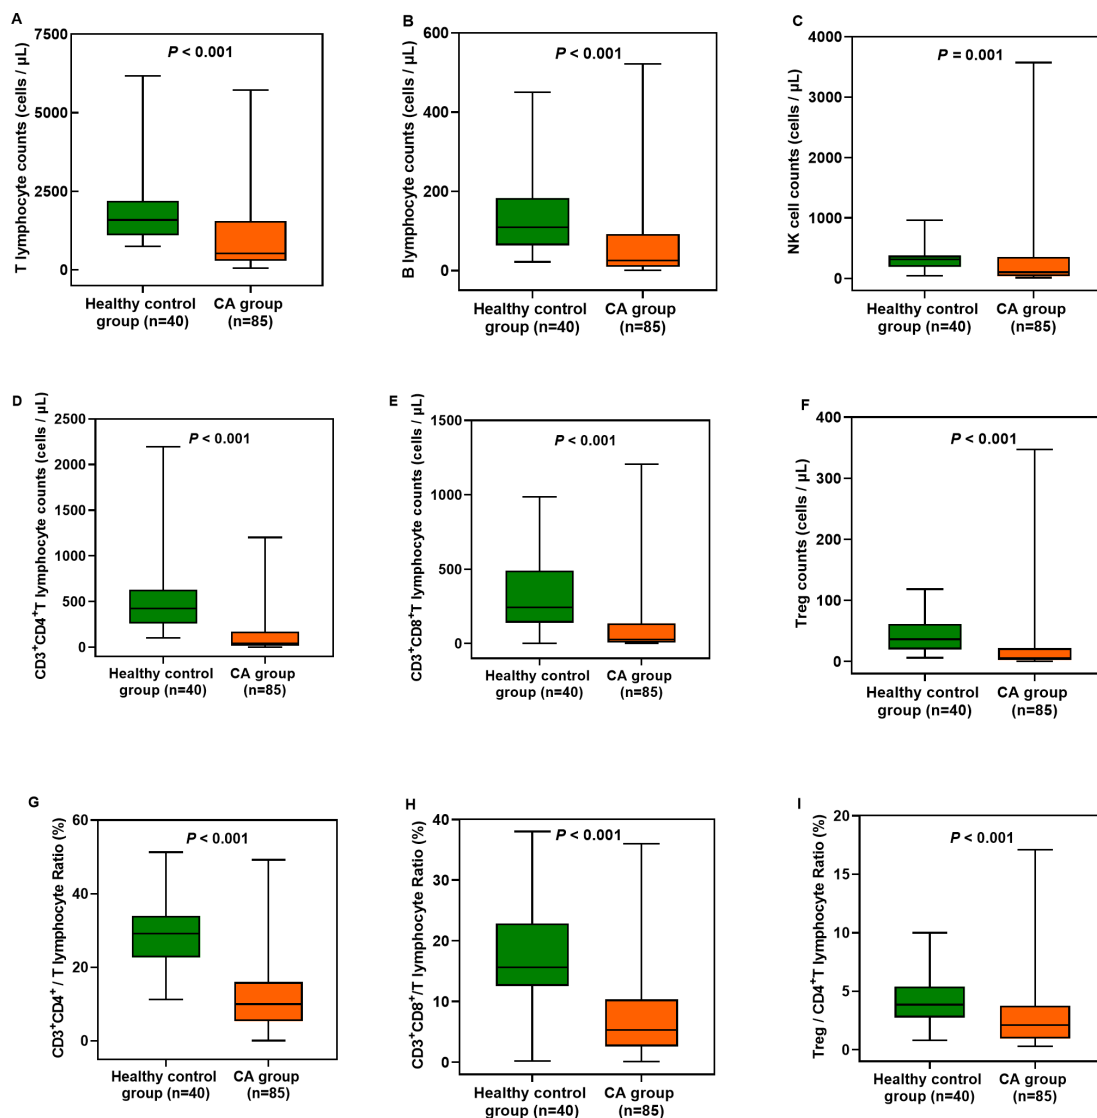 A
T lymphocyte counts (cells / µL)
7500
5000
2500
0
P < 0.001
Healthy control
group (n=40)
CA group
(n=85)
B
B lymphocyte counts (cells / µL)
600
400
200
0
P < 0.001
Healthy control
group (n=40)
CA group
(n=85)
C
NK cell counts (cells / µL)
4000
3000
2000
1000
0
P = 0.001
Healthy control
group (n=40)
CA group
(n=85)
D
CD3⁺CD4⁺T lymphocyte counts (cells / µL)
2500
2000
1500
1000
500
0
P < 0.001
Healthy control
group (n=40)
CA group
(n=85)
E
CD3⁺CD8⁺T lymphocyte counts (cells / µL)
1500
1000
500
0
P < 0.001
Healthy control
group (n=40)
CA group
(n=85)
F
Treg counts (cells / µL)
400
300
200
100
0
P < 0.001
Healthy control
group (n=40)
CA group
(n=85)
G
CD3⁺CD4⁺ / T lymphocyte Ratio (%)
60
40
20
0
P < 0.001
Healthy control
group (n=40)
CA group
(n=85)
H
CD3⁺CD8⁺/T lymphocyte Ratio (%)
40
30
20
10
0
P < 0.001
Healthy control
group (n=40)
CA group
(n=85)
I
Treg / CD4⁺T lymphocyte Ratio (%)
20
15
10
5
0
P < 0.001
Healthy control
group (n=40)
CA group
(n=85)